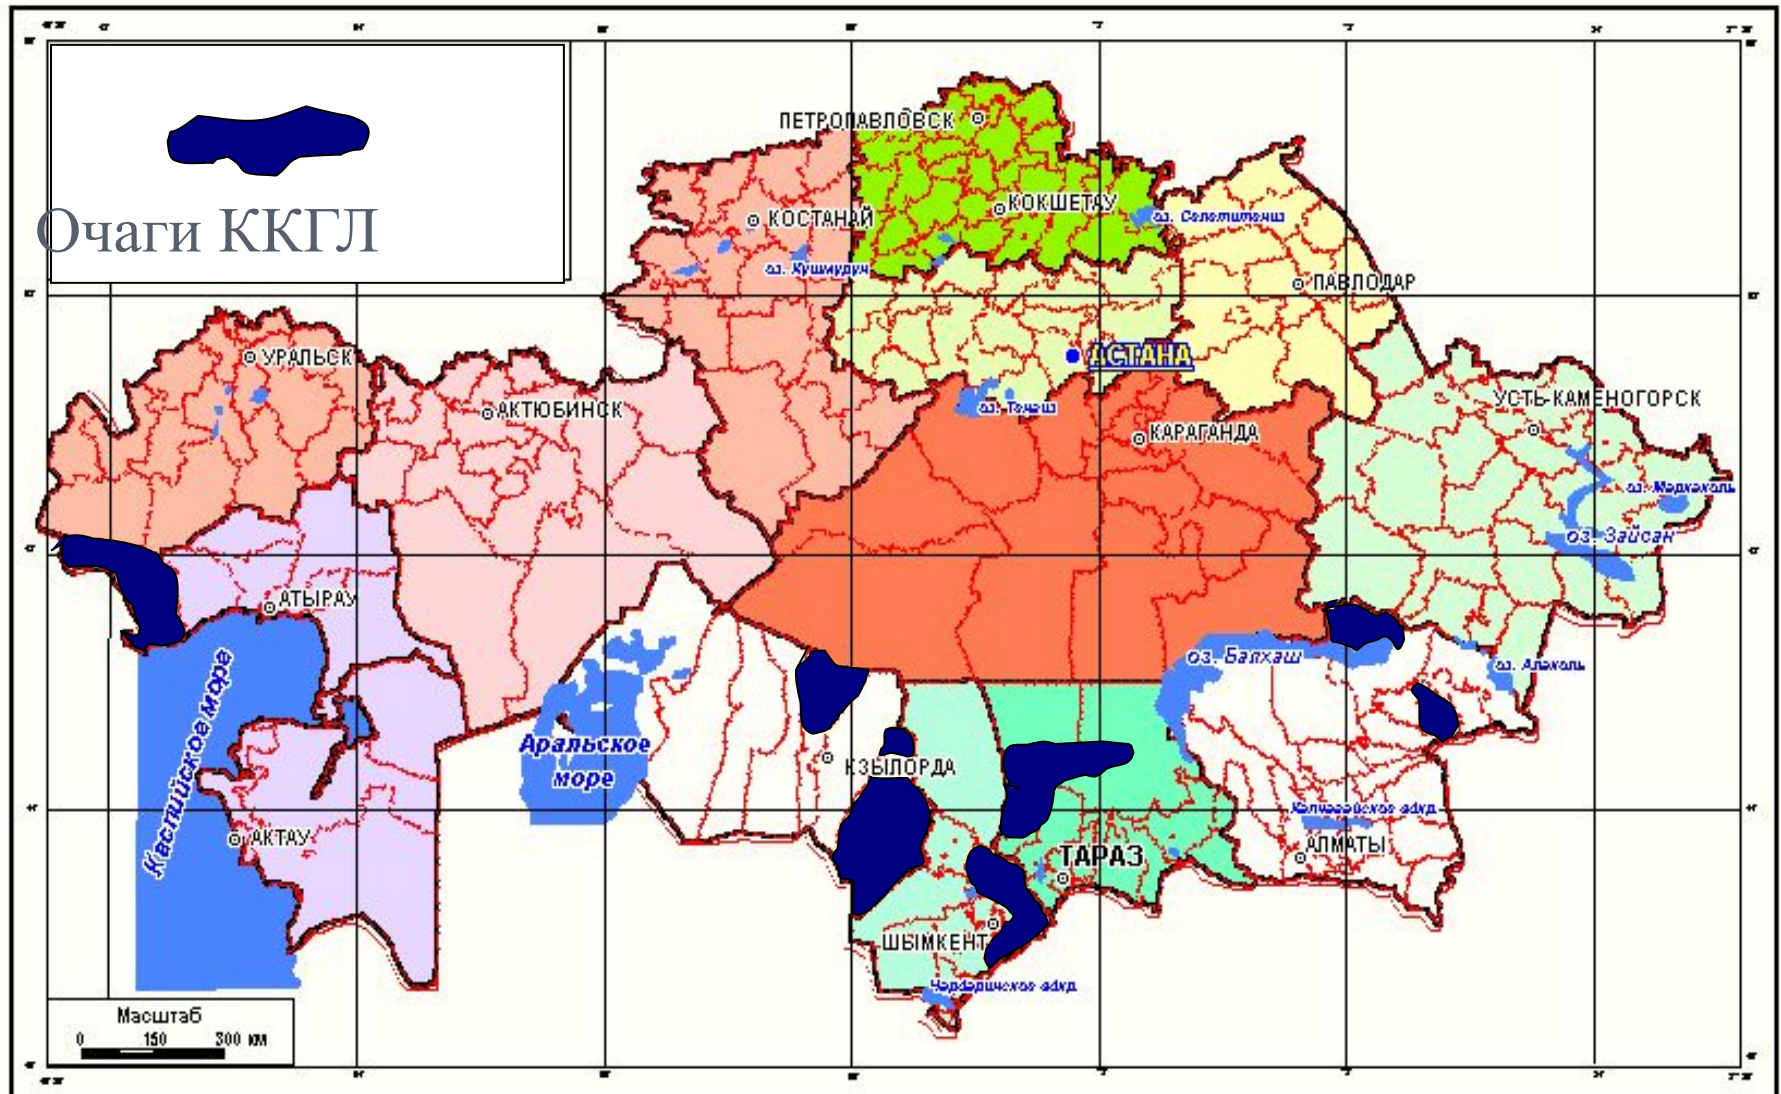 Очаги ККГЛ
ПЕТРОПАВЛОВСК
КОКШЕТАУ
КОСТАНАЙ
оз. Кушмурун
ПАВЛОДАР
УРАЛЬСК
АСТАНА
АКТЮБИНСК
оз. Тенгиз
КАРАГАНДА
УСТЬ-КАМЕНОГОРСК
оз. Маркаколь
оз. Зайсан
АТЫРАУ
оз. Балхаш
оз. Алаколь
Каспийское море
Аральское
море
КЗЫЛОРДА
АКТАУ
ТАРАЗ
АЛМАТЫ
ШЫМКЕНТ
Масштаб
0 150 300 км